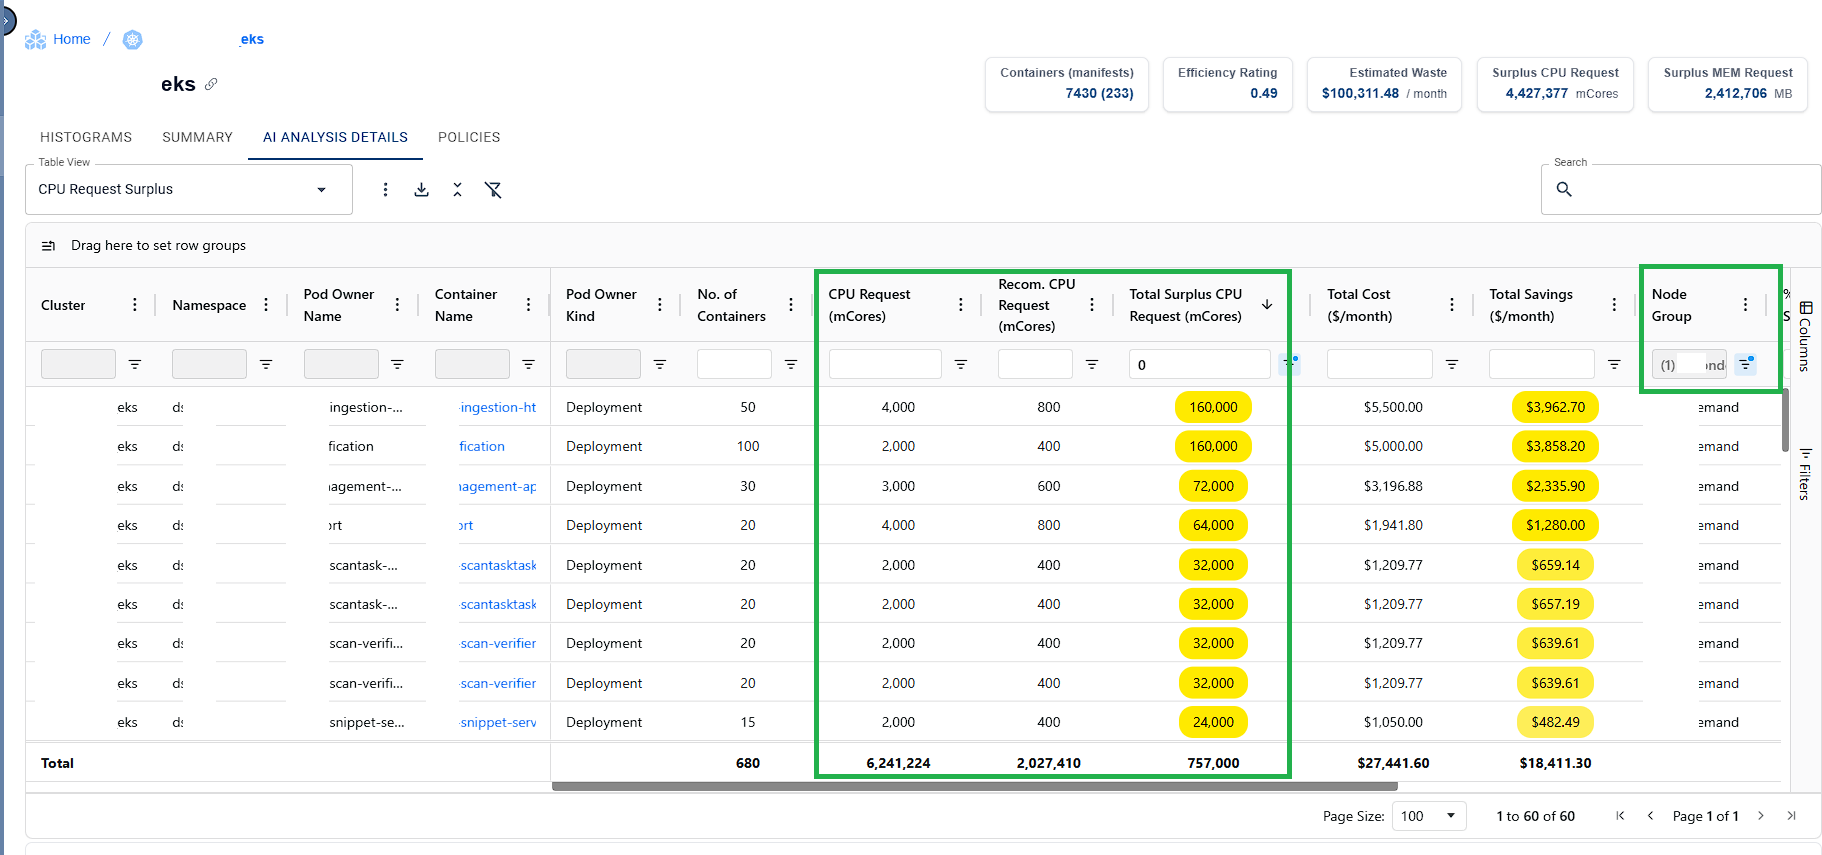 Home / eks
eks
Containers (manifests)
7430 (233)
Efficiency Rating
0.49
Estimated Waste
$100,311.48 / month
Surplus CPU Request
4,427,377 mCores
Surplus MEM Request
2,412,706 MB
HISTOGRAMS SUMMARY AI ANALYSIS DETAILS POLICIES
Table View
CPU Request Surplus
Search
Drag here to set row groups
Cluster Namespace Pod Owner Name Container Name Pod Owner Kind No. of Containers CPU Request (mCores) Recom. CPU Request (mCores) Total Surplus CPU Request (mCores) Total Cost ($/month) Total Savings ($/month) Node Group
0 (1) ond
eks ds ingestion-... -ingestion-ht Deployment 50 4,000 800 160,000 $5,500.00 $3,962.70 emand
eks ds fication fication Deployment 100 2,000 400 160,000 $5,000.00 $3,858.20 emand
eks ds nagement-... nagement-ap Deployment 30 3,000 600 72,000 $3,196.88 $2,335.90 emand
eks ds ort ort Deployment 20 4,000 800 64,000 $1,941.80 $1,280.00 emand
eks ds scantask-... -scantasktask Deployment 20 2,000 400 32,000 $1,209.77 $659.14 emand
eks ds scantask-... -scantasktask Deployment 20 2,000 400 32,000 $1,209.77 $657.19 emand
eks ds scan-verifi... -scan-verifier Deployment 20 2,000 400 32,000 $1,209.77 $639.61 emand
eks ds scan-verifi... -scan-verifier Deployment 20 2,000 400 32,000 $1,209.77 $639.61 emand
eks ds snippet-se... -snippet-serv Deployment 15 2,000 400 24,000 $1,050.00 $482.49 emand
Total 680 6,241,224 2,027,410 757,000 $27,441.60 $18,411.30
Columns
Filters
Page Size: 100 1 to 60 of 60 Page 1 of 1